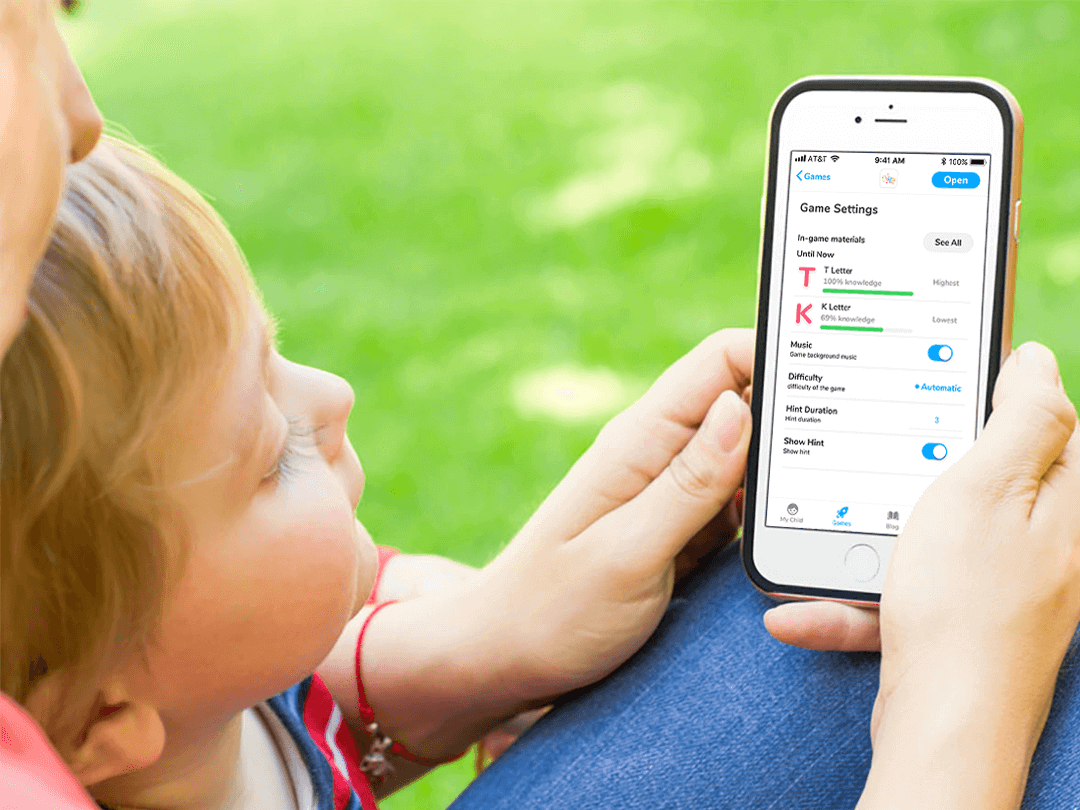 AT&T 9:41 AM 100%
Games Open
Game Settings
In-game materials See All
Until Now
T T Letter
100% knowledge Highest
K K Letter
69% knowledge Lowest
Music
Game background music
Difficulty
difficulty of the game Automatic
Hint Duration
Hint duration 3
Show Hint
Show hint
My Child Games Blog